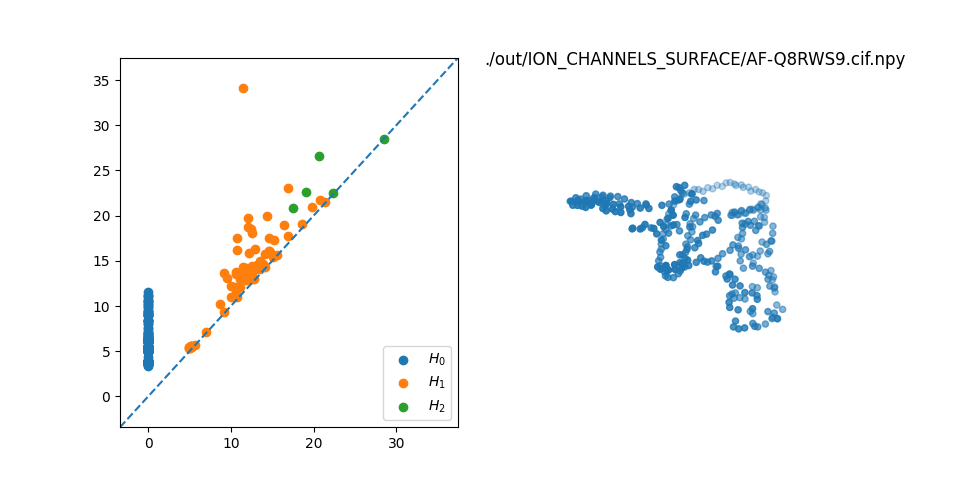 ./out/ION_CHANNELS_SURFACE/AF-Q8RWS9.cif.npy
35
30
25
20
15
10
5
0
H0
H1
H2
0 10 20 30